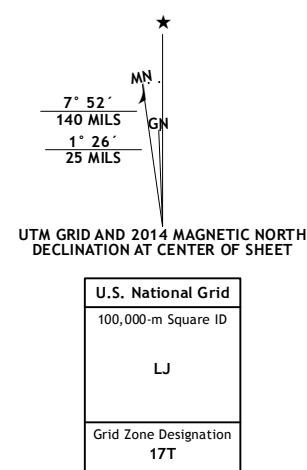 ★
MN
7° 52´
140 MILS
GN
1° 26´
25 MILS
UTM GRID AND 2014 MAGNETIC NORTH
DECLINATION AT CENTER OF SHEET
U.S. National Grid
100,000-m Square ID
LJ
Grid Zone Designation
17T